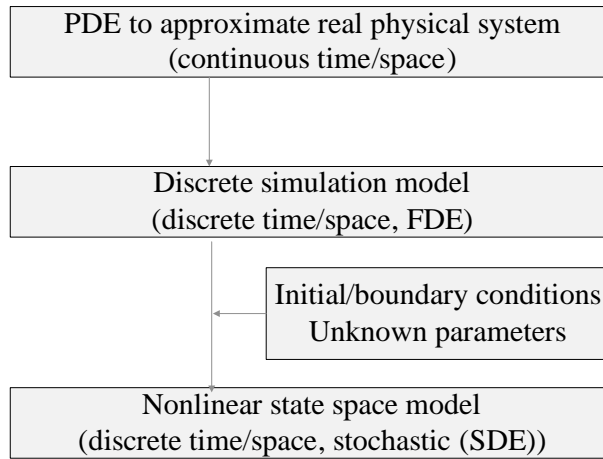 PDE to approximate real physical system
(continuous time/space)
Discrete simulation model
(discrete time/space, FDE)
Initial/boundary conditions
Unknown parameters
Nonlinear state space model
(discrete time/space, stochastic (SDE))